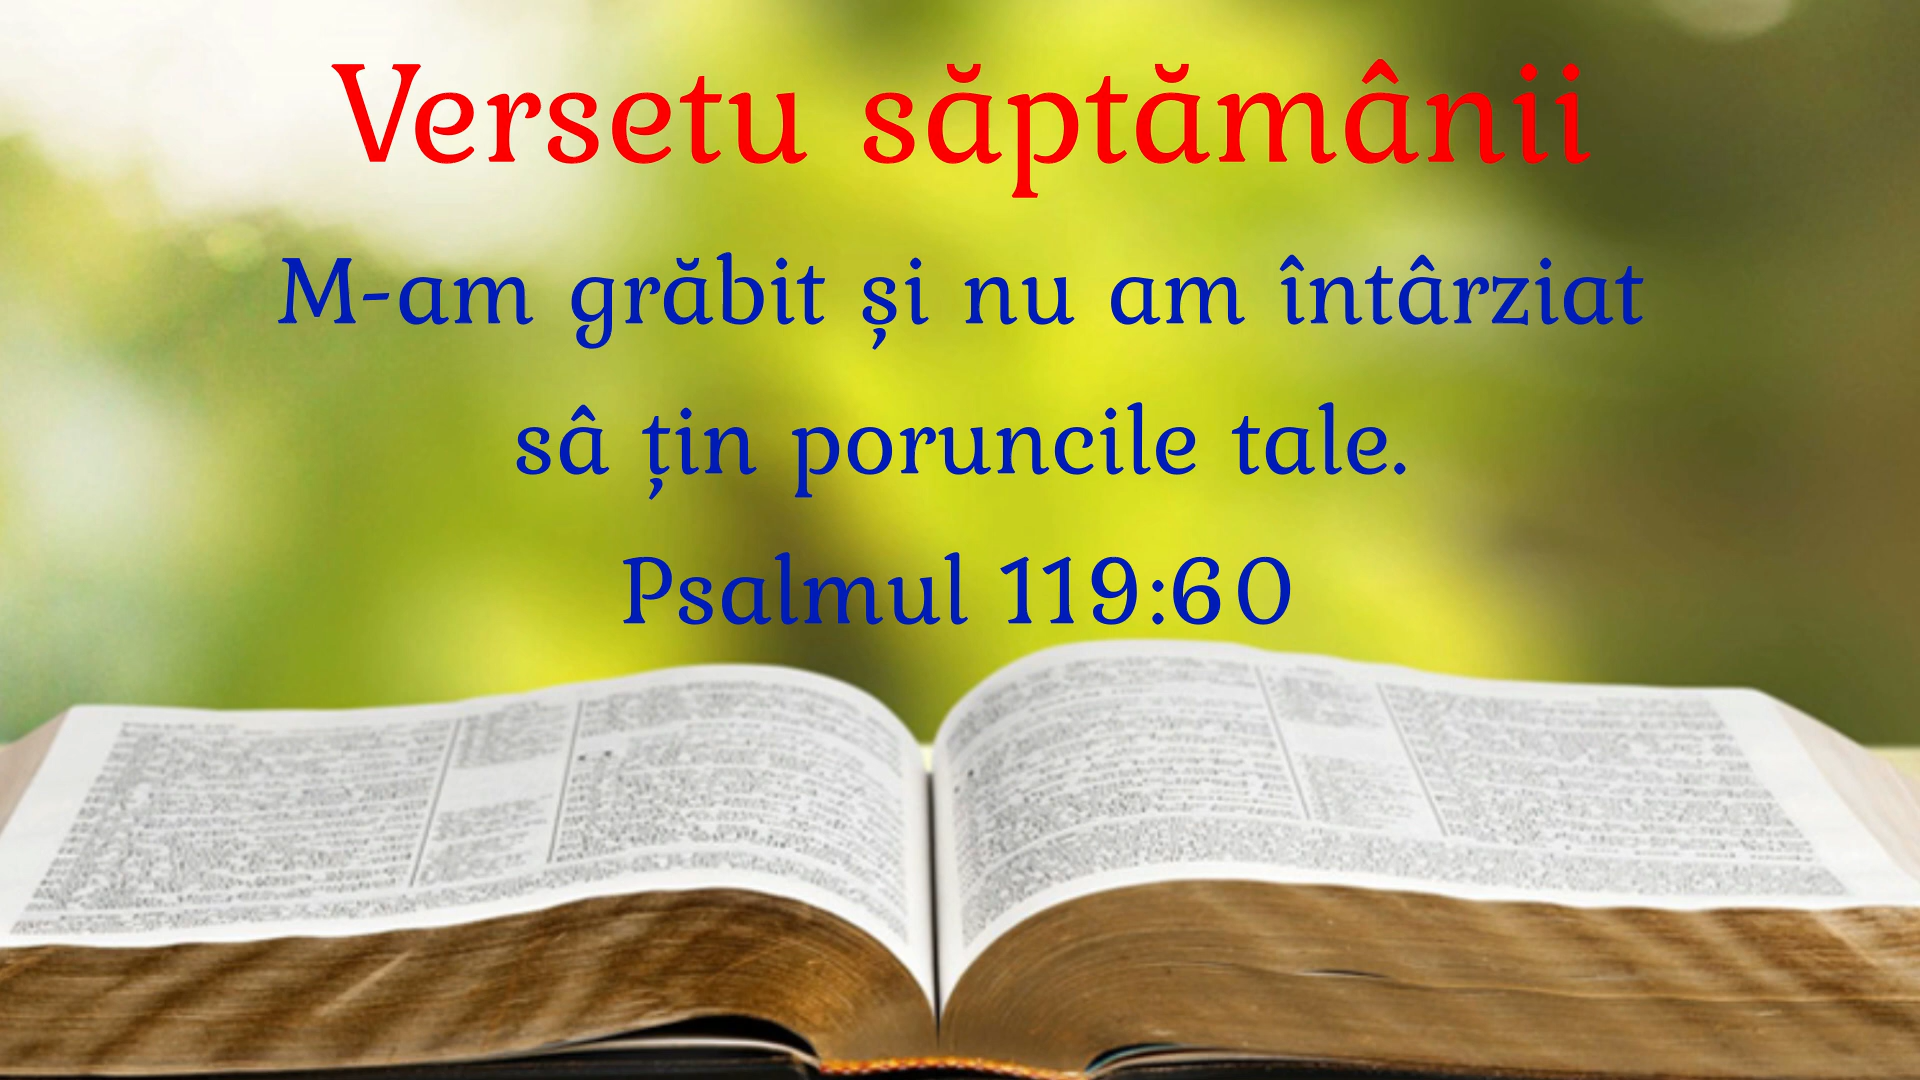 Versetu săptămânii
M-am grăbit și nu am întârziat
sâ țin poruncile tale.
Psalmul 119:60